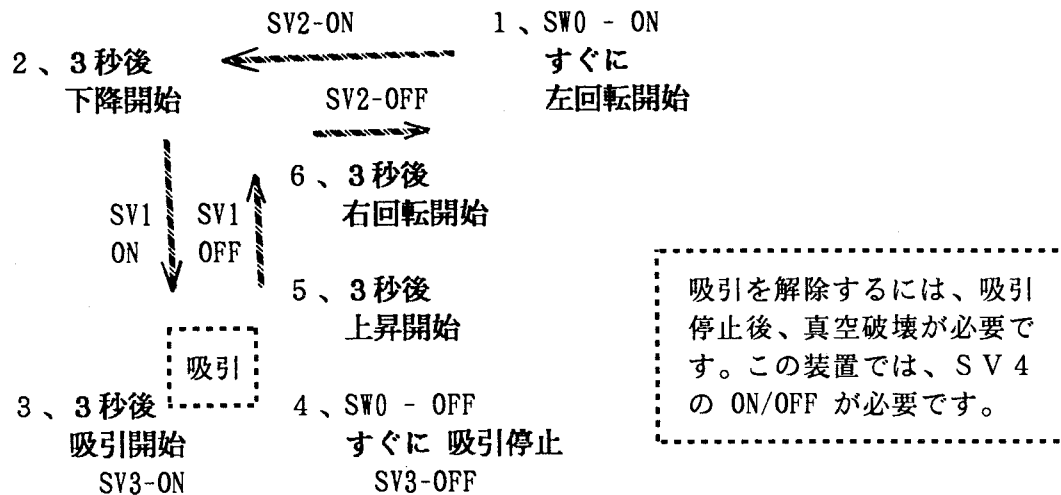 SV2-ON
1、SW0 - ON
すぐに
左回転開始
2、3秒後
下降開始
SV2-OFF
6、3秒後
右回転開始
SV1
ON
SV1
OFF
5、3秒後
上昇開始
吸引
3、3秒後
吸引開始
SV3-ON
4、SW0 - OFF
すぐに 吸引停止
SV3-OFF
吸引を解除するには、吸引
停止後、真空破壊が必要で
す。この装置では、SV4
の ON/OFF が必要です。